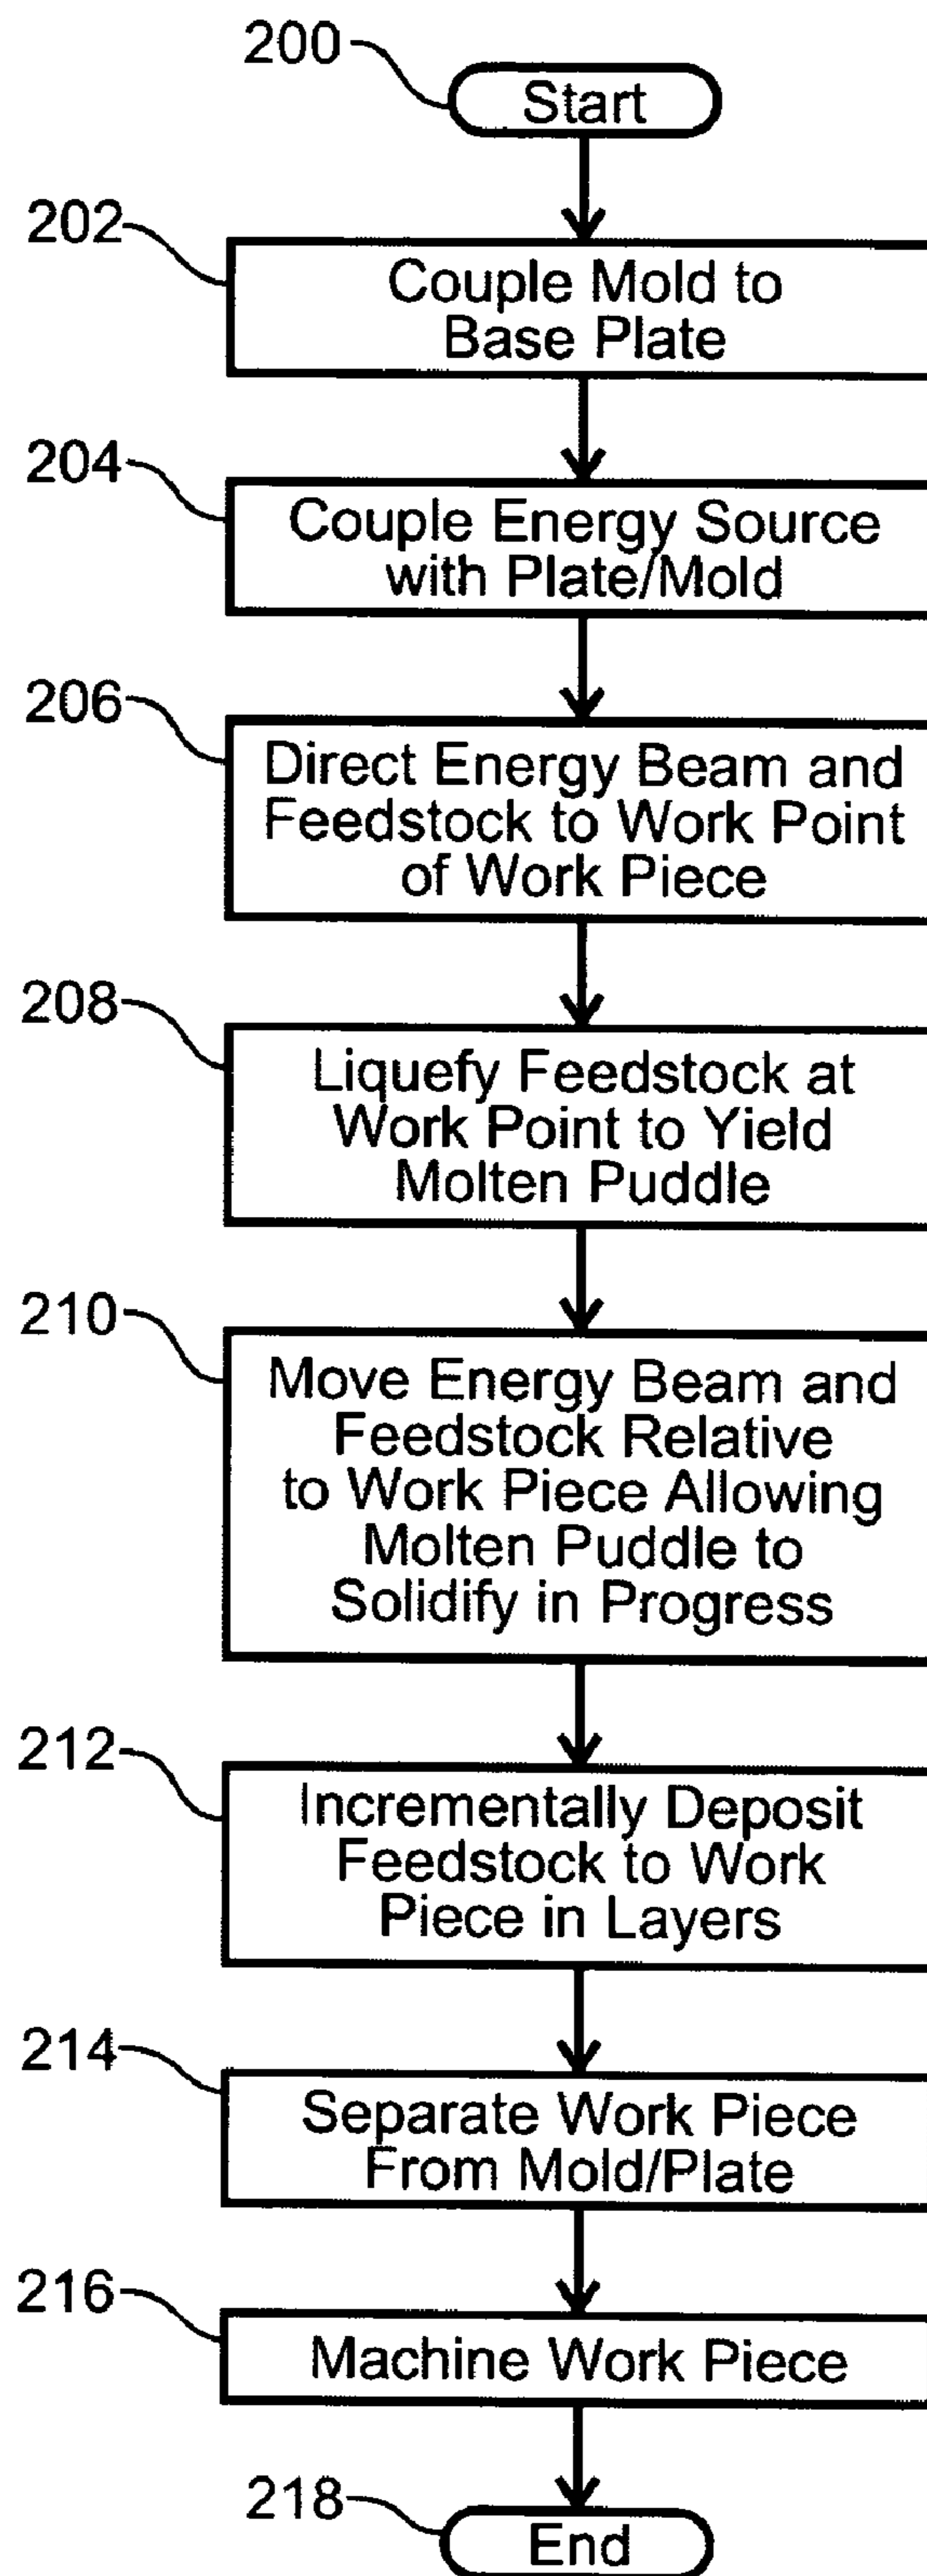 200
Start
202
Couple Mold to
Base Plate
204
Couple Energy Source
with Plate/Mold
206
Direct Energy Beam and
Feedstock to Work Point
of Work Piece
208
Liquefy Feedstock at
Work Point to Yield
Molten Puddle
210
Move Energy Beam and
Feedstock Relative
to Work Piece Allowing
Molten Puddle to
Solidify in Progress
212
Incrementally Deposit
Feedstock to Work
Piece in Layers
214
Separate Work Piece
From Mold/Plate
216
Machine Work Piece
218
End